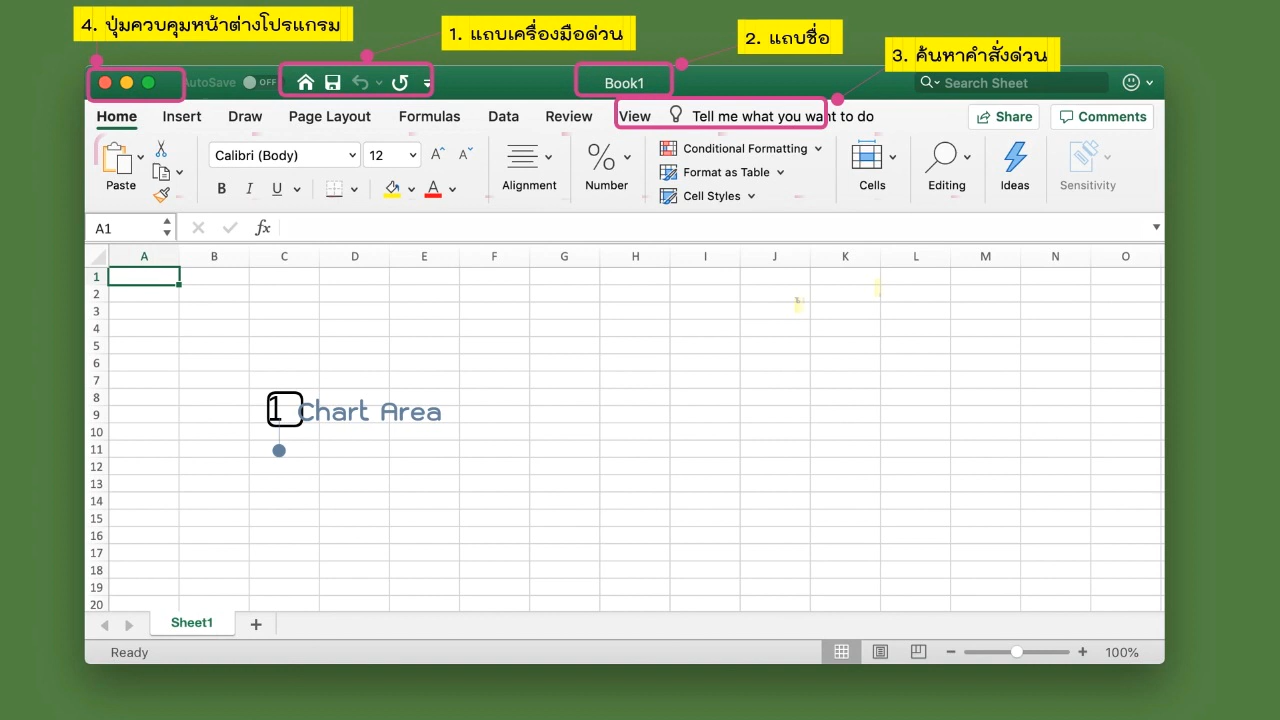 4. ปุ่มควบคุมหน้าต่างโปรแกรม
1. แถบเครื่องมือด่วน
2. แถบชื่อ
3. ค้นหาคำสั่งด่วน
AutoSave OFF Book1 Search Sheet
Home Insert Draw Page Layout Formulas Data Review View Tell me what you want to do Share Comments
Calibri (Body) 12 A A % Conditional Formatting
Format as Table
Paste B I U A Alignment Number Cells Editing Ideas Sensitivity
Cell Styles
A1 fx
A B C D E F G H I J K L M N O
1
2
3
4
5
6
7
8
9
10
11
12
13
14
15
16
17
18
19
20
1 Chart Area
Sheet1 +
Ready 100%